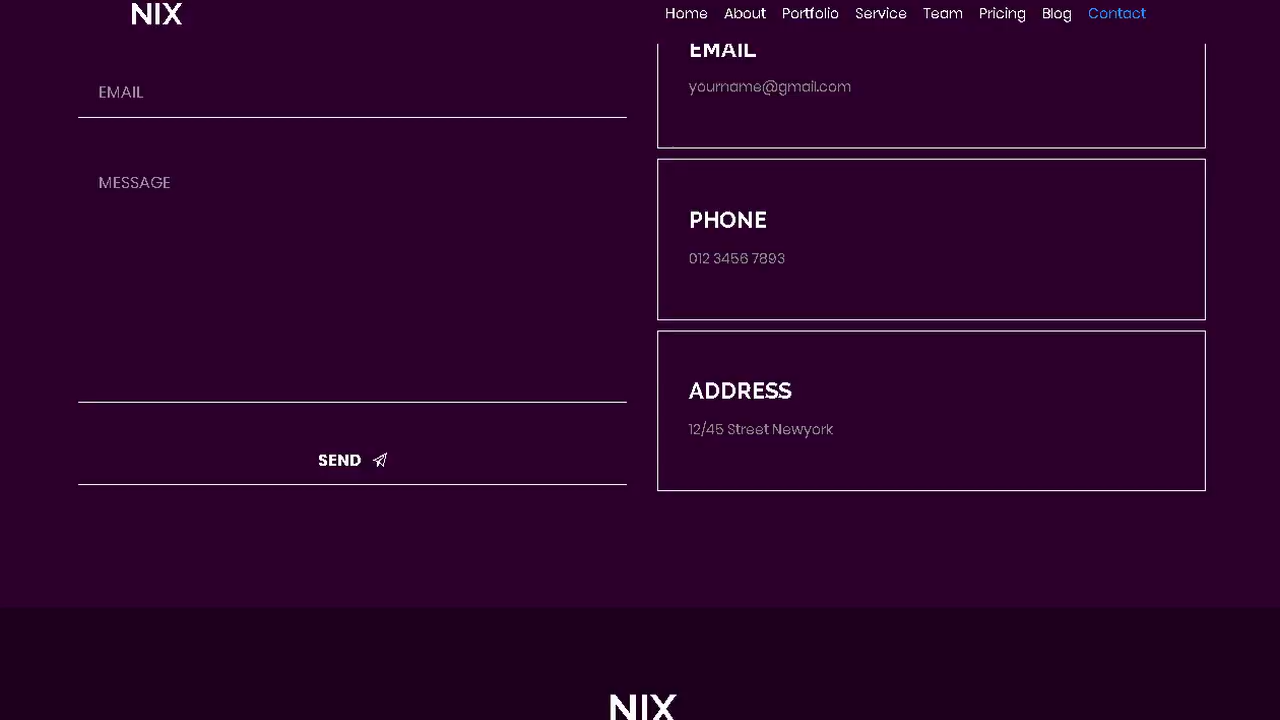 NIX
Home About Portfolio Service Team Pricing Blog Contact
EMAIL
MESSAGE
SEND
EMAIL
yourname@gmail.com
PHONE
012 3456 7893
ADDRESS
12/45 Street Newyork
NIX